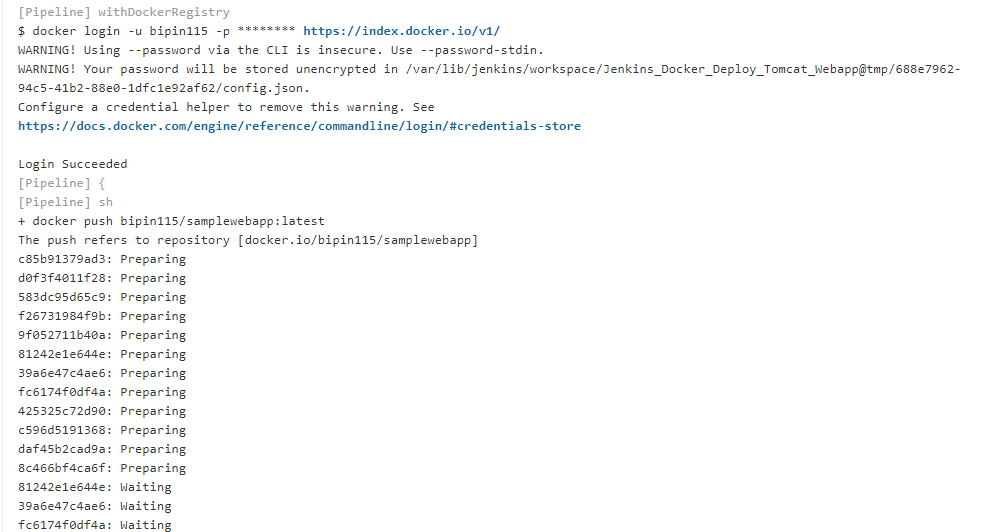 [Pipeline] withDockerRegistry
$ docker login -u bipin115 -p ******** https://index.docker.io/v1/
WARNING! Using --password via the CLI is insecure. Use --password-stdin.
WARNING! Your password will be stored unencrypted in /var/lib/jenkins/workspace/Jenkins_Docker_Deploy_Tomcat_Webapp@tmp/688e7962-
94c5-41b2-88e0-1dfc1e92af62/config.json.
Configure a credential helper to remove this warning. See
https://docs.docker.com/engine/reference/commandline/login/#credentials-store
Login Succeeded
[Pipeline] {
[Pipeline] sh
+ docker push bipin115/samplewebapp:latest
The push refers to repository [docker.io/bipin115/samplewebapp]
c85b91379ad3: Preparing
d0f3f4011f28: Preparing
583dc95d65c9: Preparing
f26731984f9b: Preparing
9f052711b40a: Preparing
81242e1e644e: Preparing
39a6e47c4ae6: Preparing
fc6174f0df4a: Preparing
425325c72d90: Preparing
c596d5191368: Preparing
daf45b2cad9a: Preparing
8c466bf4ca6f: Preparing
81242e1e644e: Waiting
39a6e47c4ae6: Waiting
fc6174f0df4a: Waiting